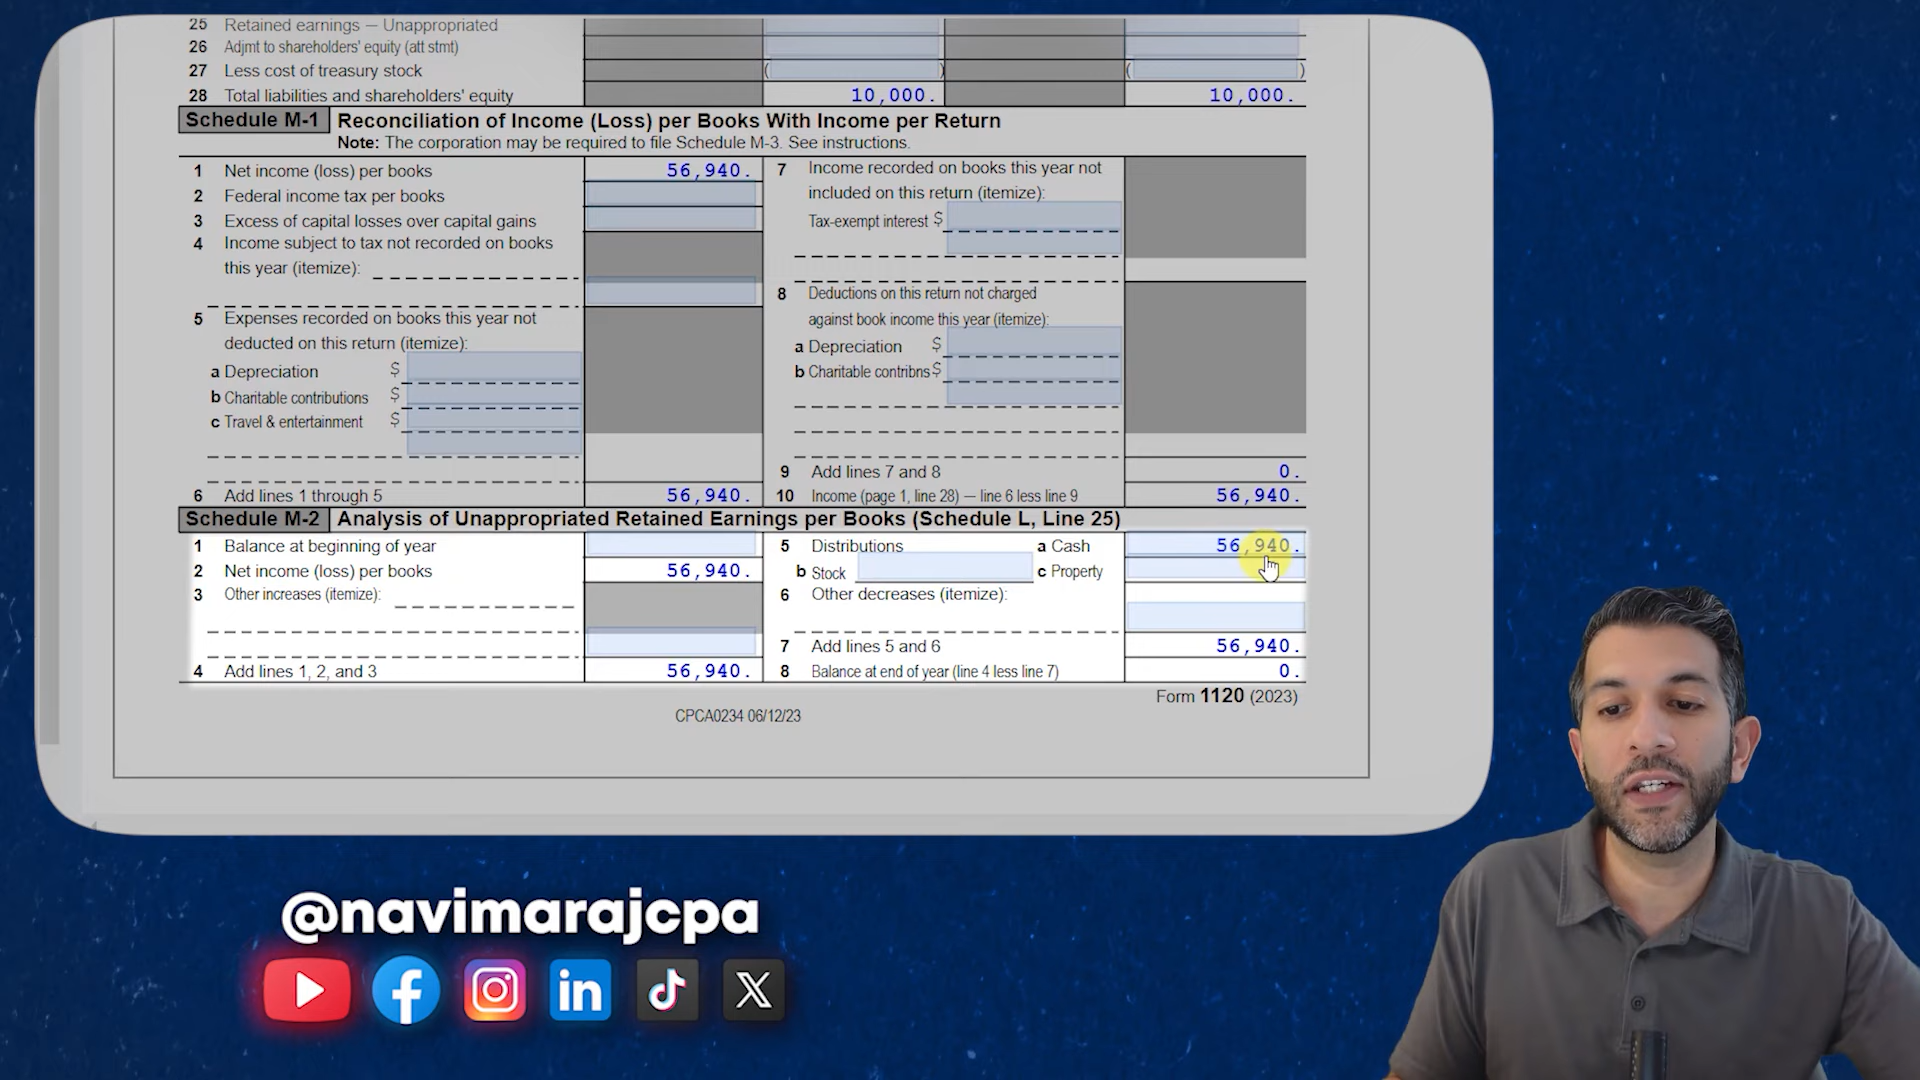 25 Retained earnings — Unappropriated
26 Adjmt to shareholders' equity (att stmt)
27 Less cost of treasury stock ( ) ( )
28 Total liabilities and shareholders' equity 10,000. 10,000.
Schedule M-1 Reconciliation of Income (Loss) per Books With Income per Return
Note: The corporation may be required to file Schedule M-3. See instructions.
1 Net income (loss) per books 56,940.
2 Federal income tax per books
3 Excess of capital losses over capital gains
4 Income subject to tax not recorded on books
this year (itemize):
5 Expenses recorded on books this year not
deducted on this return (itemize):
a Depreciation $
b Charitable contributions $
c Travel & entertainment $
6 Add lines 1 through 5 56,940.
7 Income recorded on books this year not
included on this return (itemize):
Tax-exempt interest $
8 Deductions on this return not charged
against book income this year (itemize):
a Depreciation $
b Charitable contribns $
9 Add lines 7 and 8 0.
10 Income (page 1, line 28) — line 6 less line 9 56,940.
Schedule M-2 Analysis of Unappropriated Retained Earnings per Books (Schedule L, Line 25)
1 Balance at beginning of year
2 Net income (loss) per books 56,940.
3 Other increases (itemize):
4 Add lines 1, 2, and 3 56,940.
5 Distributions a Cash 56,940.
b Stock c Property
6 Other decreases (itemize):
7 Add lines 5 and 6 56,940.
8 Balance at end of year (line 4 less line 7) 0.
Form 1120 (2023)
CPCA0234 06/12/23
@navimarajcpa